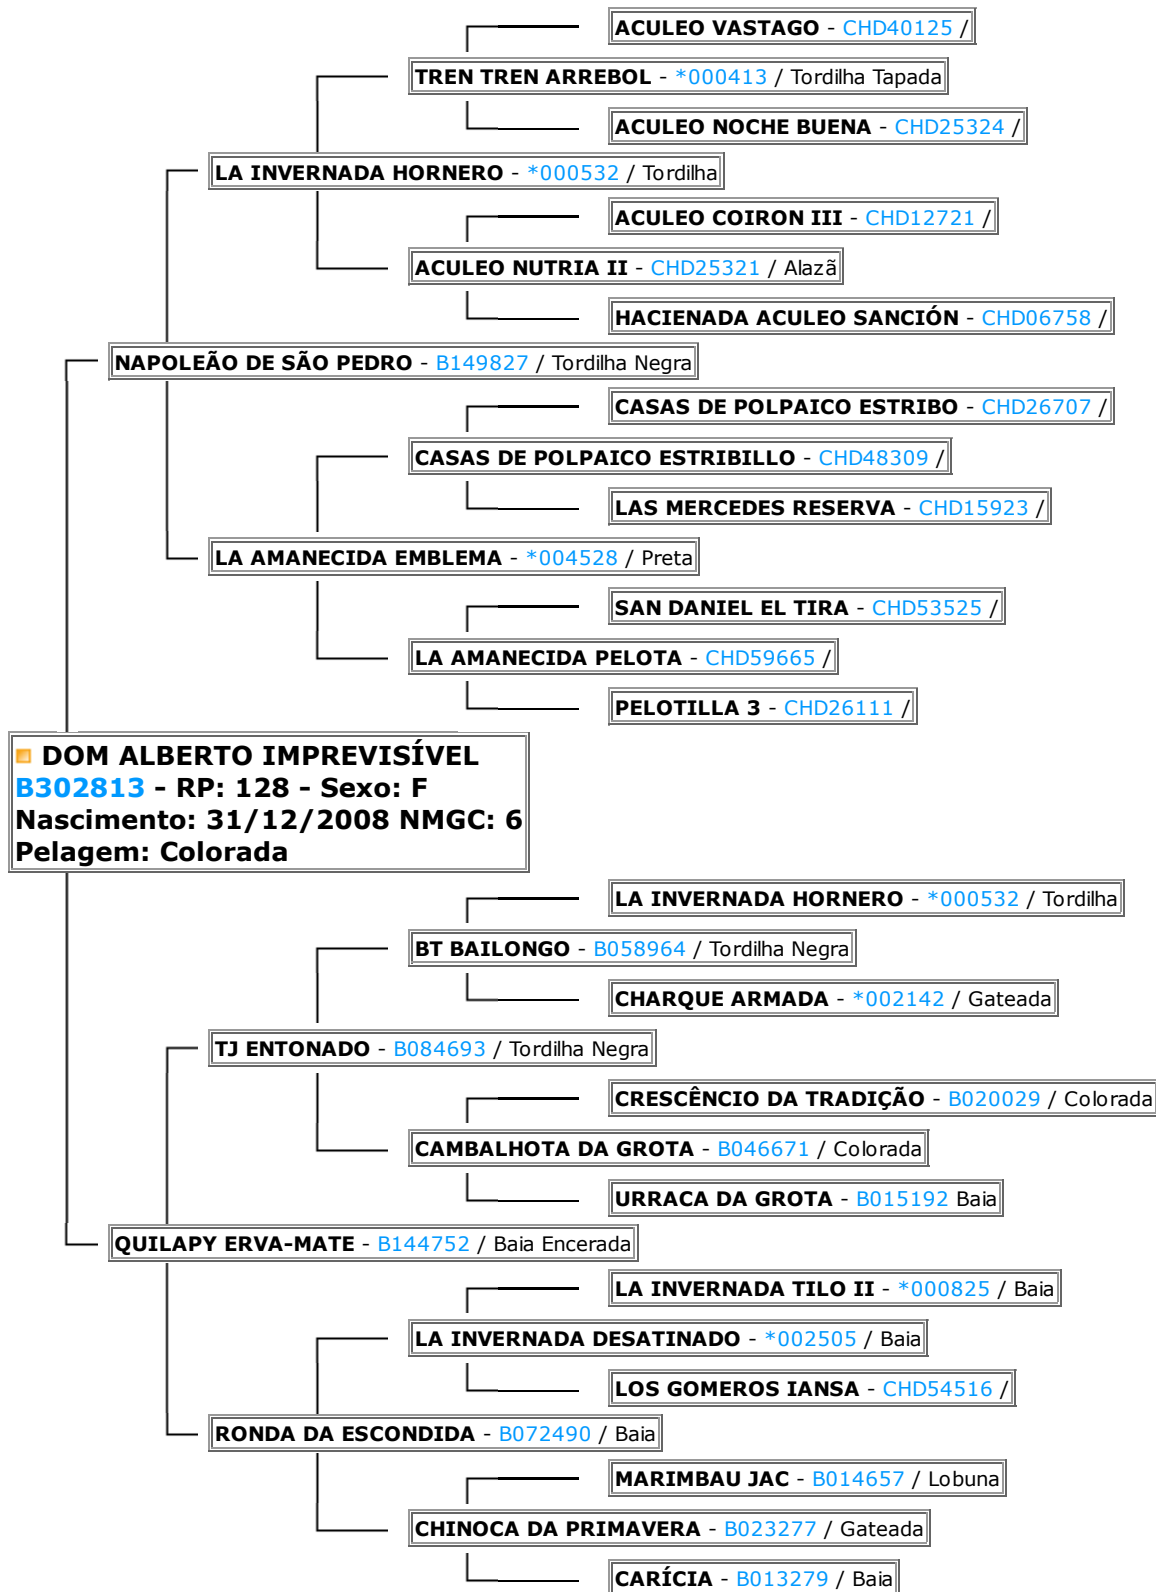 ACULEO VASTAGO - CHD40125 /
TREN TREN ARREBOL - *000413 / Tordilha Tapada
ACULEO NOCHE BUENA - CHD25324 /
LA INVERNADA HORNERO - *000532 / Tordilha
ACULEO COIRON III - CHD12721 /
ACULEO NUTRIA II - CHD25321 / Alazã
HACIENADA ACULEO SANCIÓN - CHD06758 /
NAPOLEÃO DE SÃO PEDRO - B149827 / Tordilha Negra
CASAS DE POLPAICO ESTRIBO - CHD26707 /
CASAS DE POLPAICO ESTRIBILLO - CHD48309 /
LAS MERCEDES RESERVA - CHD15923 /
LA AMANECIDA EMBLEMA - *004528 / Preta
SAN DANIEL EL TIRA - CHD53525 /
LA AMANECIDA PELOTA - CHD59665 /
PELOTILLA 3 - CHD26111 /
DOM ALBERTO IMPREVISÍVEL
B302813 - RP: 128 - Sexo: F
Nascimento: 31/12/2008 NMGC: 6
Pelagem: Colorada
LA INVERNADA HORNERO - *000532 / Tordilha
BT BAILONGO - B058964 / Tordilha Negra
CHARQUE ARMADA - *002142 / Gateada
TJ ENTONADO - B084693 / Tordilha Negra
CRESCÊNCIO DA TRADIÇÃO - B020029 / Colorada
CAMBALHOTA DA GROTA - B046671 / Colorada
URRACA DA GROTA - B015192 Baia
QUILAPY ERVA-MATE - B144752 / Baia Encerada
LA INVERNADA TILO II - *000825 / Baia
LA INVERNADA DESATINADO - *002505 / Baia
LOS GOMEROS IANSA - CHD54516 /
RONDA DA ESCONDIDA - B072490 / Baia
MARIMBAU JAC - B014657 / Lobuna
CHINOCA DA PRIMAVERA - B023277 / Gateada
CARÍCIA - B013279 / Baia